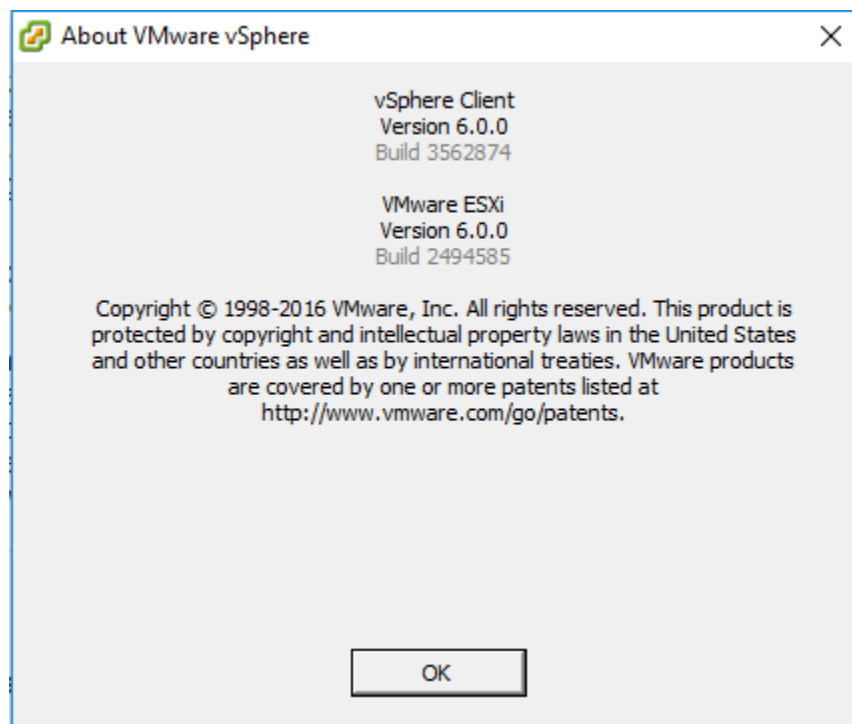 About VMware vSphere
vSphere Client
Version 6.0.0
Build 3562874
VMware ESXi
Version 6.0.0
Build 2494585
Copyright © 1998-2016 VMware, Inc. All rights reserved. This product is
protected by copyright and intellectual property laws in the United States
and other countries as well as by international treaties. VMware products
are covered by one or more patents listed at
http://www.vmware.com/go/patents.
OK